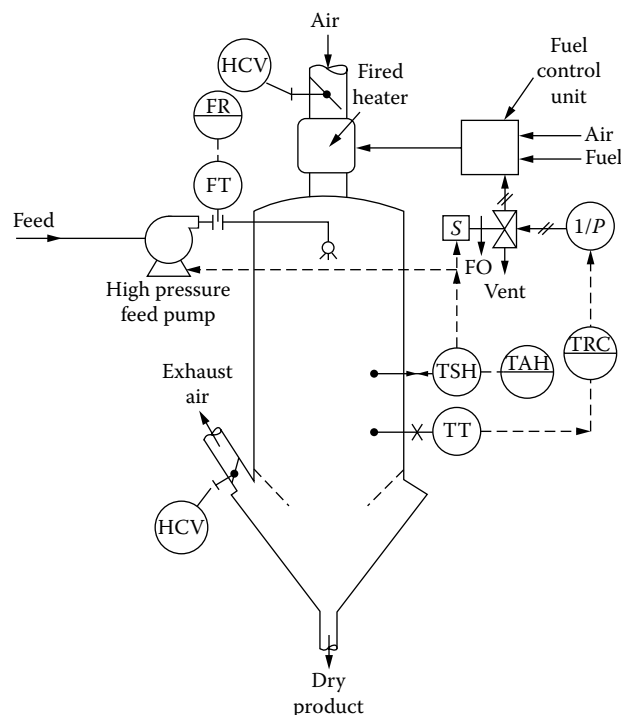 Air
HCV
Fired
heater
Fuel
control
unit
FR
Air
Fuel
FT
Feed
S
1/P
FO
Vent
High pressure
feed pump
TRC
TSH
TAH
Exhaust
air
TT
HCV
Dry
product